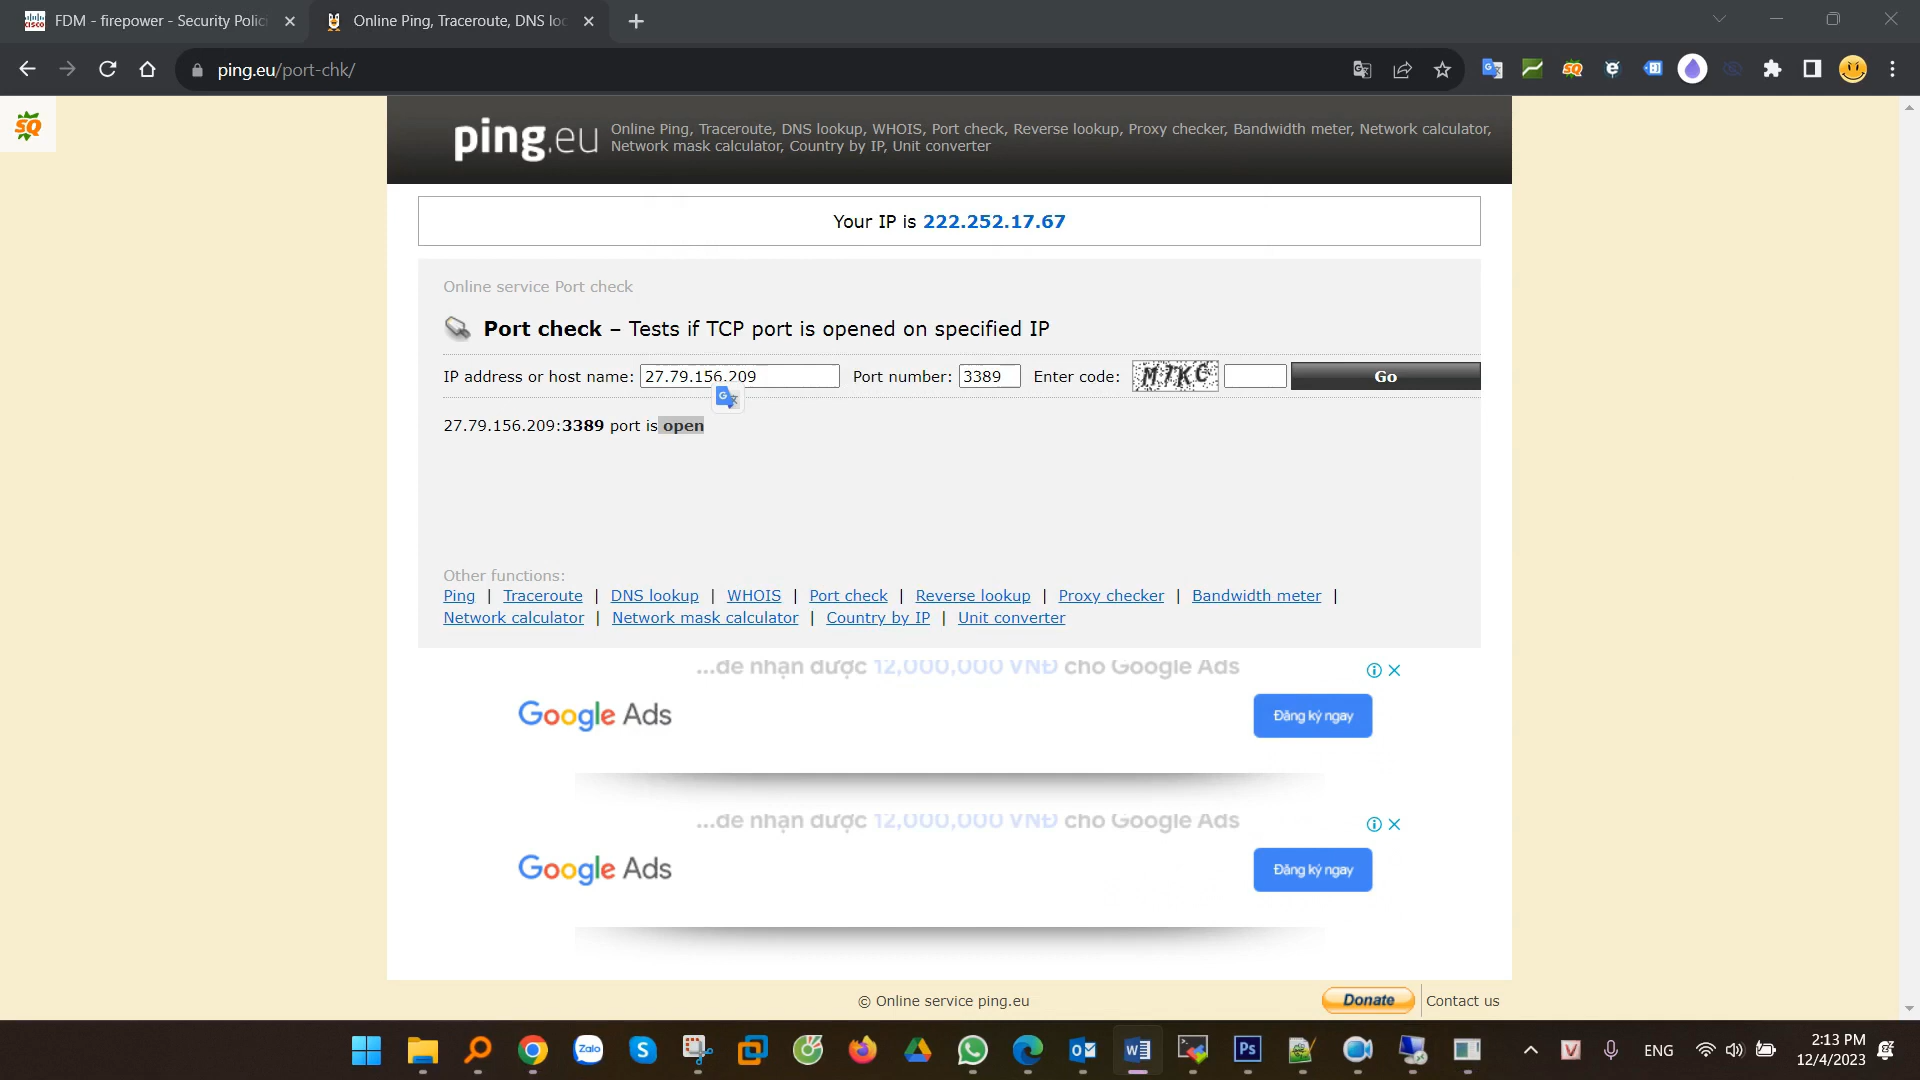 FDM - firepower - Security Polici
Online Ping, Traceroute, DNS loo
ping.eu/port-chk/
SQ
ping.eu
Online Ping, Traceroute, DNS lookup, WHOIS, Port check, Reverse lookup, Proxy checker, Bandwidth meter, Network calculator,
Network mask calculator, Country by IP, Unit converter
Your IP is 222.252.17.67
Online service Port check
Port check – Tests if TCP port is opened on specified IP
IP address or host name: 27.79.156.209 Port number: 3389 Enter code: Go
27.79.156.209:3389 port is open
Other functions:
Ping | Traceroute | DNS lookup | WHOIS | Port check | Reverse lookup | Proxy checker | Bandwidth meter |
Network calculator | Network mask calculator | Country by IP | Unit converter
...để nhận được 12,000,000 VNĐ cho Google Ads
Google Ads
Đăng ký ngay
...để nhận được 12,000,000 VNĐ cho Google Ads
Google Ads
Đăng ký ngay
© Online service ping.eu
Donate
Contact us
Zalo
ENG
2:13 PM
12/4/2023